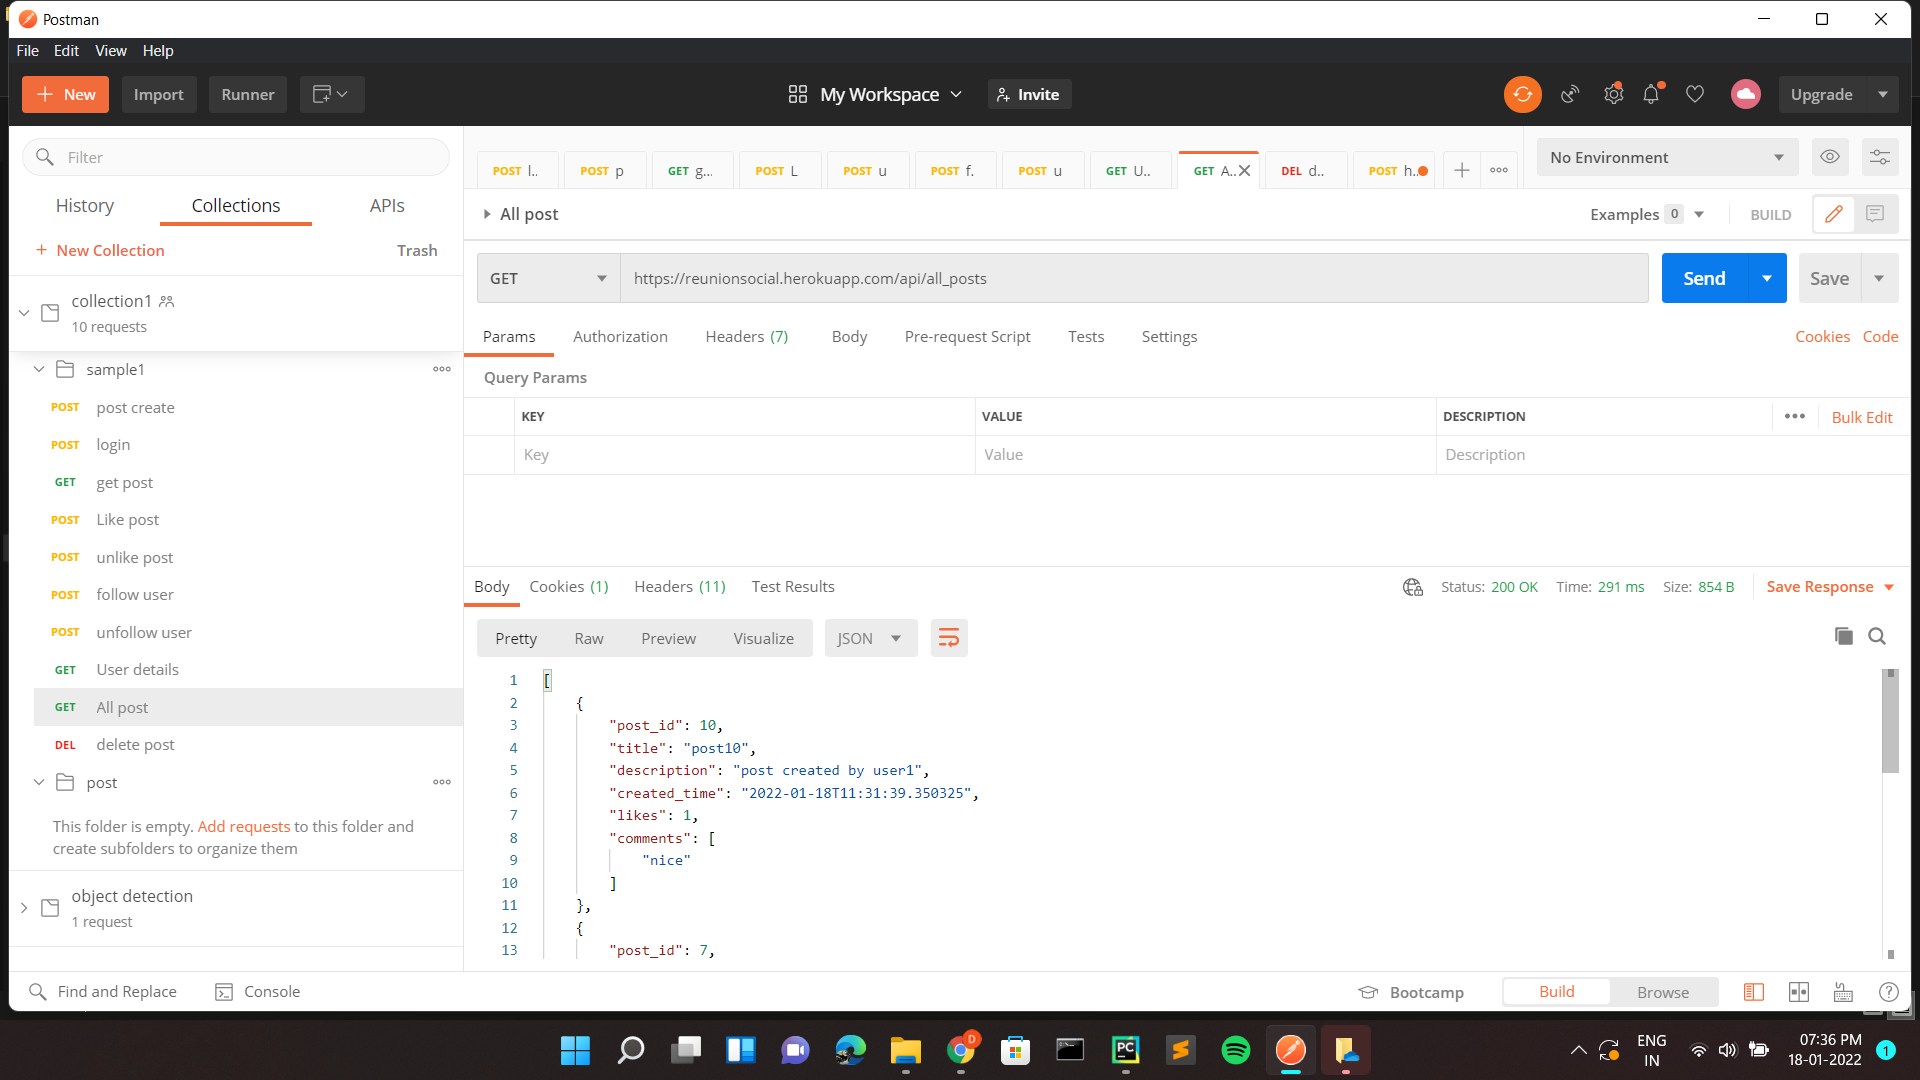 Postman
File Edit View Help
New Import Runner My Workspace Invite Upgrade
Filter
History Collections APIs
New Collection Trash
collection1
10 requests
sample1
POST post create
POST login
GET get post
POST Like post
POST unlike post
POST follow user
POST unfollow user
GET User details
GET All post
DEL delete post
post
This folder is empty. Add requests to this folder and
create subfolders to organize them
object detection
1 request
POST l.. POST p GET g... POST L POST u POST f. POST u GET U.. GET A.. DEL d.. POST h..
No Environment
All post Examples 0 BUILD
GET https://reunionsocial.herokuapp.com/api/all_posts Send Save
Params Authorization Headers (7) Body Pre-request Script Tests Settings Cookies Code
Query Params
KEY VALUE DESCRIPTION Bulk Edit
Key Value Description
Body Cookies (1) Headers (11) Test Results Status: 200 OK Time: 291 ms Size: 854 B Save Response
Pretty Raw Preview Visualize JSON
1 [
2 {
3 "post_id": 10,
4 "title": "post10",
5 "description": "post created by user1",
6 "created_time": "2022-01-18T11:31:39.350325",
7 "likes": 1,
8 "comments": [
9 "nice"
10 ]
11 },
12 {
13 "post_id": 7,
Find and Replace Console Bootcamp Build Browse
D
PC
ENG
IN
07:36 PM
18-01-2022
1